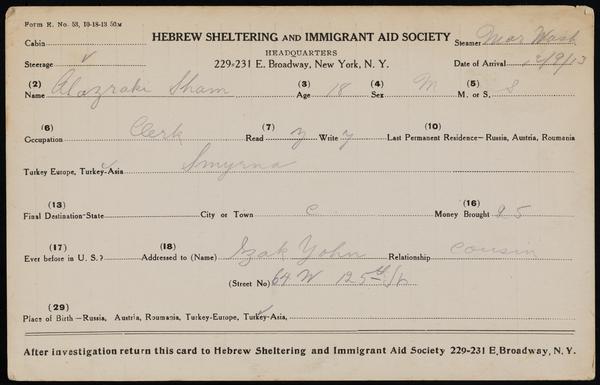 Form E. No. 53, 10-18-13 50M
HEBREW SHELTERING AND IMMIGRANT AID SOCIETY
Cabin
Steamer Mar Wash
HEADQUARTERS
Steerage v
229-231 E. Broadway, New York, N. Y.
Date of Arrival 12/9/13
(2) (3) (4) (5)
Name Alazraki Sham Age 18 Sex M M. or S. S
(6) (7) (10)
Occupation Clerk Read y Write y Last Permanent Residence—Russia, Austria, Roumania
Turkey Europe, Turkey-Asia Smyrna
(13) (16)
Final Destination-State City or Town C Money Brought 85
(17) (18)
Ever before in U. S.? Addressed to (Name) Izak Yohn Relationship cousin
(Street No) 64 W 125th St
(29)
Place of Birth—Russia, Austria, Roumania, Turkey-Europe, Turkey-Asia,
After investigation return this card to Hebrew Sheltering and Immigrant Aid Society 229-231 E. Broadway, N. Y.